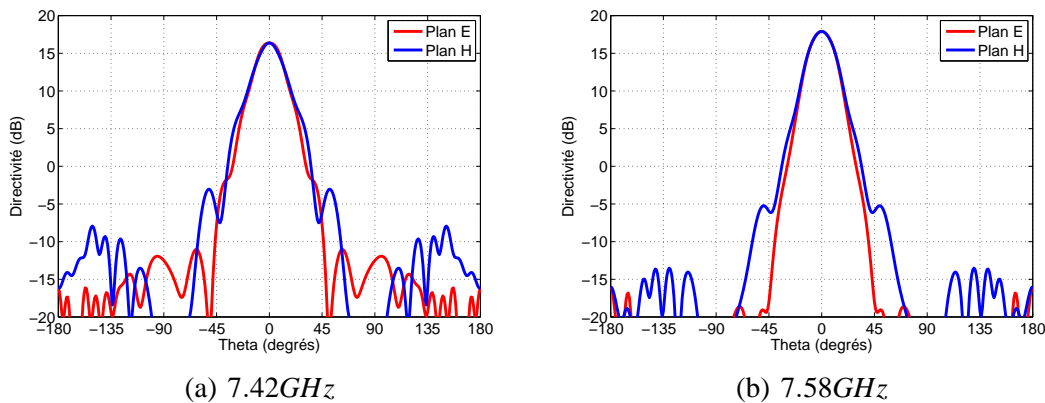 20
15
10
5
0
−5
−10
−15
−20
−180 −135 −90 −45 0 45 90 135 180
Directivité (dB)
Theta (degrés)
Plan E
Plan H
(a) 7.42GHz
20
15
10
5
0
−5
−10
−15
−20
−180 −135 −90 −45 0 45 90 135 180
Directivité (dB)
Theta (degrés)
Plan E
Plan H
(b) 7.58GHz